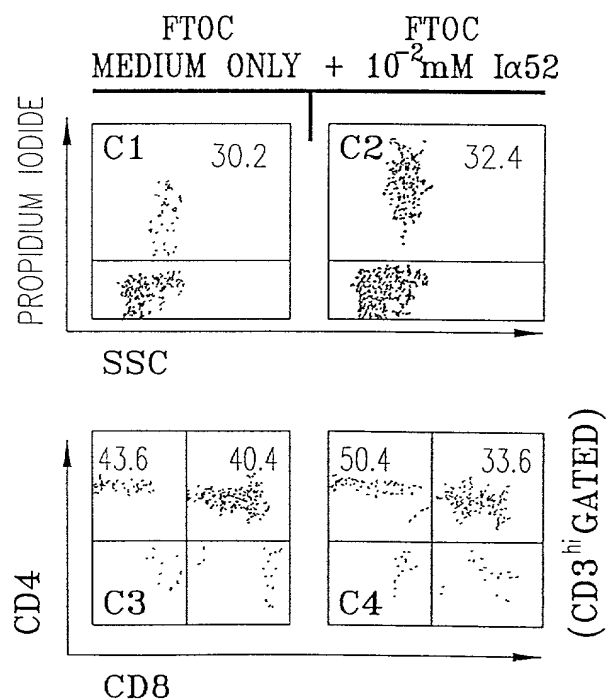 FTOC FTOC
MEDIUM ONLY + 10⁻²mM Iα52
PROPIDIUM IODIDE
C1 30.2
C2 32.4
SSC
CD4
43.6 40.4
C3
50.4 33.6
C4
(CD3ʰⁱ GATED)
CD8